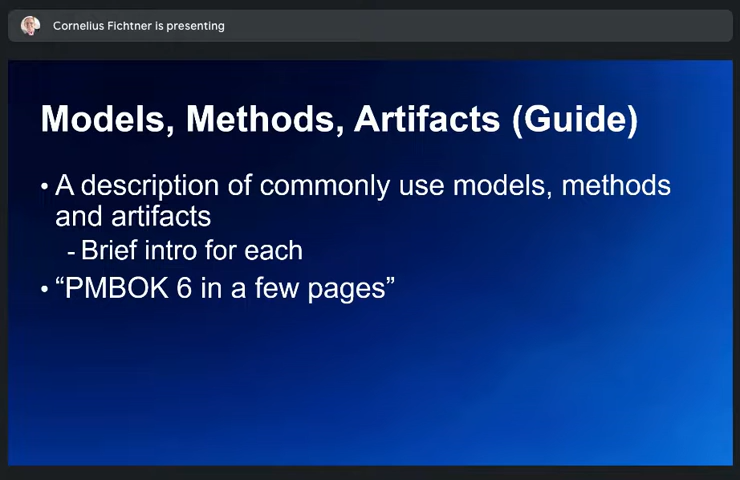 Cornelius Fichtner is presenting
Models, Methods, Artifacts (Guide)
• A description of commonly use models, methods
and artifacts
- Brief intro for each
• “PMBOK 6 in a few pages”